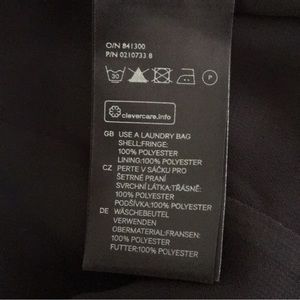 O/N 841300
P/N 0210733 8
30
P
clevercare.info
GB USE A LAUNDRY BAG
SHELL;FRINGE:
100% POLYESTER
LINING:100% POLYESTER
CZ PERTE V SÁČKU PRO
ŠETRNÉ PRANÍ
SVRCHNÍ LÁTKA;TŘÁSNĚ:
100% POLYESTER
PODŠÍVKA:100% POLYESTER
DE WÄSCHEBEUTEL
VERWENDEN
OBERMATERIAL;FRANSEN:
100% POLYESTER
FUTTER:100% POLYESTER